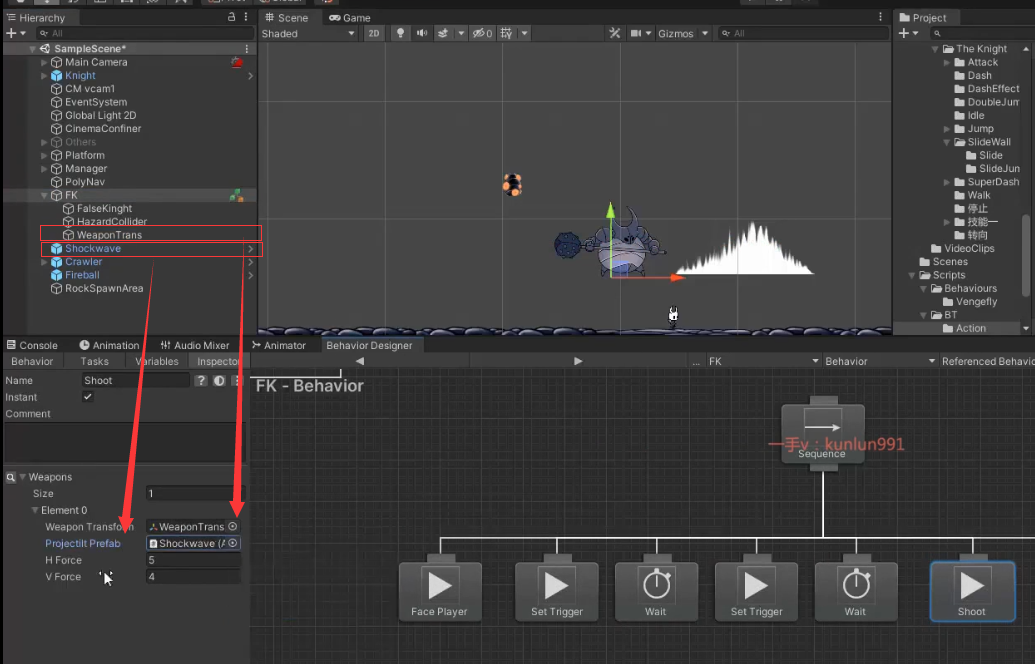 Hierarchy
All
SampleScene*
Main Camera
Knight
CM vcam1
EventSystem
Global Light 2D
CinemaConfiner
Others
Platform
Manager
PolyNav
FK
FalseKinght
HazardCollider
WeaponTrans
Shockwave
Crawler
Fireball
RockSpawnArea
Scene
Game
Shaded
2D
0
Gizmos
All
Project
The Knight
Attack
Dash
DashEffect
DoubleJum
Idle
Jump
SlideWall
Slide
SlideJun
SuperDash
Walk
停止
技能一
转向
VideoClips
Scenes
Scripts
Behaviours
Vengefly
BT
Action
Console
Animation
Audio Mixer
Animator
Behavior Designer
Behavior
Tasks
Variables
Inspector
...
FK
Behavior
Referenced Behavio
Name
Shoot
Instant
Comment
Weapons
Size
1
Element 0
Weapon Transform
WeaponTrans
Projectilt Prefab
Shockwave (A
H Force
5
V Force
4
FK - Behavior
一手v：kunlun991
Sequence
Face Player
Set Trigger
Wait
Set Trigger
Wait
Shoot